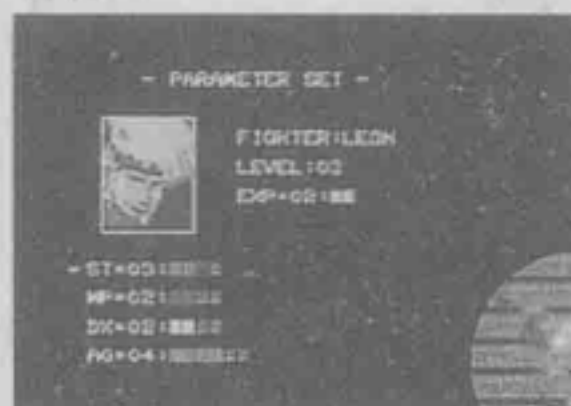 - PARAMETER SET -
FIGHTER:LEON
LEVEL:03
EXP=02:
- ST=03:
WP=02:
DX=02:
AG=04: